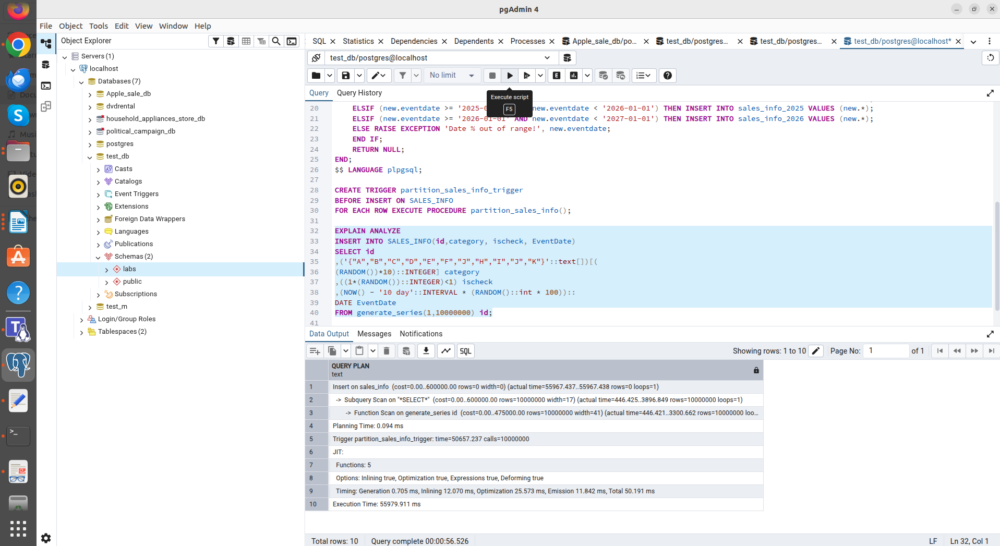 pgAdmin 4
File Object Tools Edit View Window Help
Object Explorer
SQL Statistics Dependencies Dependents Processes Apple_sale_db/po... test_db/postgres... test_db/postgres... test_db/postgres@localhost*
Servers (1)
localhost
Databases (7)
Apple_sale_db
dvdrental
household_appliances_store_db
political_campaign_db
postgres
test_db
Casts
Catalogs
Event Triggers
Extensions
Foreign Data Wrappers
Languages
Publications
Schemas (2)
labs
public
Subscriptions
test_m
Login/Group Roles
Tablespaces (2)
test_db/postgres@localhost
No limit
E
Query Query History
Execute script
F5
20 ELSIF (new.eventdate >= '2025-0 new.eventdate < '2026-01-01') THEN INSERT INTO sales_info_2025 VALUES (new.*);
21 ELSIF (new.eventdate >= '2026-01-01' AND new.eventdate < '2027-01-01') THEN INSERT INTO sales_info_2026 VALUES (new.*);
22 ELSE RAISE EXCEPTION 'Date % out of range!', new.eventdate;
23 END IF;
24 RETURN NULL;
25 END;
26 $$ LANGUAGE plpgsql;
27
28 CREATE TRIGGER partition_sales_info_trigger
29 BEFORE INSERT ON SALES_INFO
30 FOR EACH ROW EXECUTE PROCEDURE partition_sales_info();
31
32 EXPLAIN ANALYZE
33 INSERT INTO SALES_INFO(id,category, ischeck, EventDate)
34 SELECT id
35 ,('{"A","B","C","D","E","F","J","H","I","J","K"}'::text[])[(
36 (RANDOM())*10)::INTEGER] category
37 ,((1*(RANDOM())::INTEGER)<1) ischeck
38 ,(NOW() - '10 day'::INTERVAL * (RANDOM()::int * 100))::
39 DATE EventDate
40 FROM generate_series(1,10000000) id;
41
Data Output Messages Notifications
SQL
Showing rows: 1 to 10 Page No: 1 of 1
QUERY PLAN
text
1 Insert on sales_info (cost=0.00..600000.00 rows=0 width=0) (actual time=55967.437..55967.438 rows=0 loops=1)
2 -> Subquery Scan on "*SELECT*" (cost=0.00..600000.00 rows=10000000 width=17) (actual time=446.425..3896.849 rows=10000000 loops=1)
3 -> Function Scan on generate_series id (cost=0.00..475000.00 rows=10000000 width=41) (actual time=446.421..3300.662 rows=10000000 loo...
4 Planning Time: 0.094 ms
5 Trigger partition_sales_info_trigger: time=50657.237 calls=10000000
6 JIT:
7 Functions: 5
8 Options: Inlining true, Optimization true, Expressions true, Deforming true
9 Timing: Generation 0.705 ms, Inlining 12.070 ms, Optimization 25.573 ms, Emission 11.842 ms, Total 50.191 ms
10 Execution Time: 55979.911 ms
Total rows: 10 Query complete 00:00:56.526
LF Ln 32, Col 1